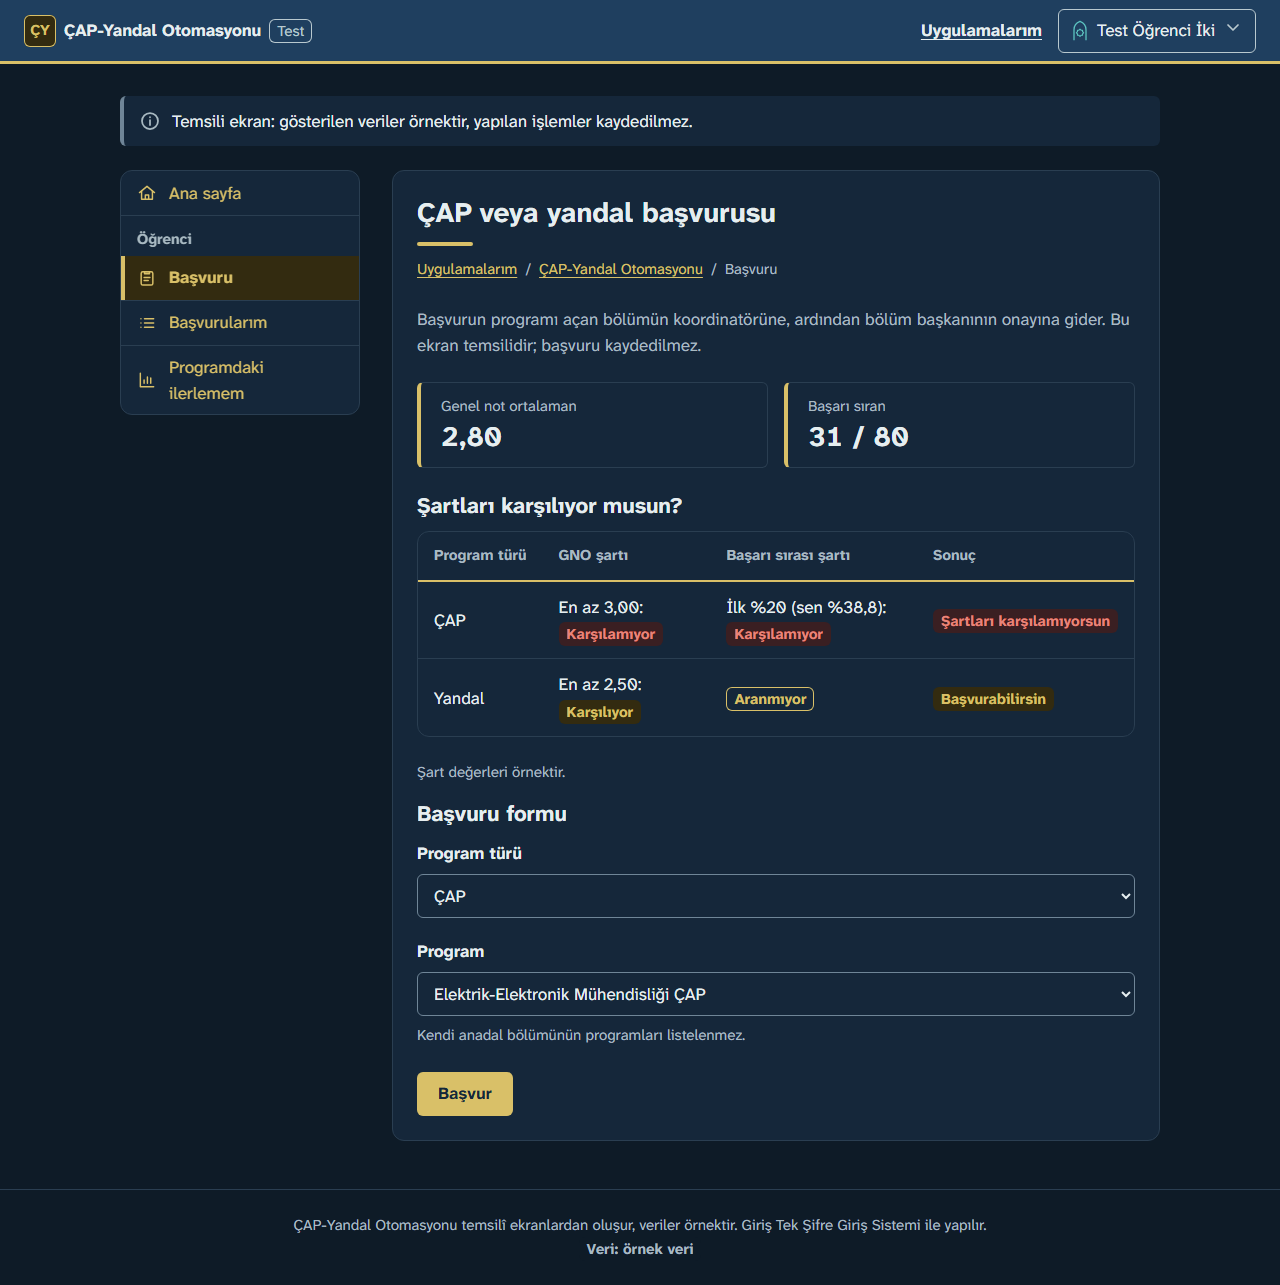 ÇY ÇAP-Yandal Otomasyonu Test
Uygulamalarım
Test Öğrenci İki
Temsili ekran: gösterilen veriler örnektir, yapılan işlemler kaydedilmez.
Ana sayfa
Öğrenci
Başvuru
Başvurularım
Programdaki
ilerlemem
ÇAP veya yandal başvurusu
Uygulamalarım / ÇAP-Yandal Otomasyonu / Başvuru
Başvurun programı açan bölümün koordinatörüne, ardından bölüm başkanının onayına gider. Bu
ekran temsilidir; başvuru kaydedilmez.
Genel not ortalaman
2,80
Başarı sıran
31 / 80
Şartları karşılıyor musun?
Program türü GNO şartı Başarı sırası şartı Sonuç
ÇAP
En az 3,00:
Karşılamıyor
İlk %20 (sen %38,8):
Karşılamıyor
Şartları karşılamıyorsun
Yandal
En az 2,50:
Karşılıyor
Aranmıyor
Başvurabilirsin
Şart değerleri örnektir.
Başvuru formu
Program türü
ÇAP
Program
Elektrik-Elektronik Mühendisliği ÇAP
Kendi anadal bölümünün programları listelenmez.
Başvur
ÇAP-Yandal Otomasyonu temsilî ekranlardan oluşur, veriler örnektir. Giriş Tek Şifre Giriş Sistemi ile yapılır.
Veri: örnek veri